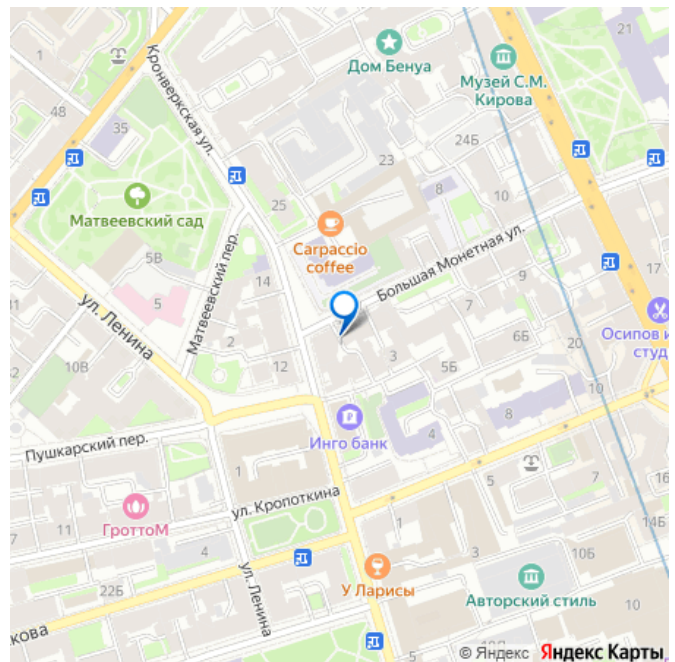 1
21
Дом Бенуа
Музей С.М.
Кирова
Кронверкская ул.
48
35
24Б
23
8
10
25
Матвеевский сад
Carpaccio
coffee
Большая Монетная ул.
5В
Матвеевский пер.
14
17
5
31
ул. Ленина
7
9
Осипов и
студ
6Б
20
3
5Б
12
10В
10
8
Инго банк
4
Пушкарский пер.
1
5
7
ул. Кропоткина
ГроттоМ
7
11
1
14Б
4
3
10Б
ул. Ленина
22Б
У Ларисы
Авторский стиль
10
кова
© Яндекс Яндекс Карты